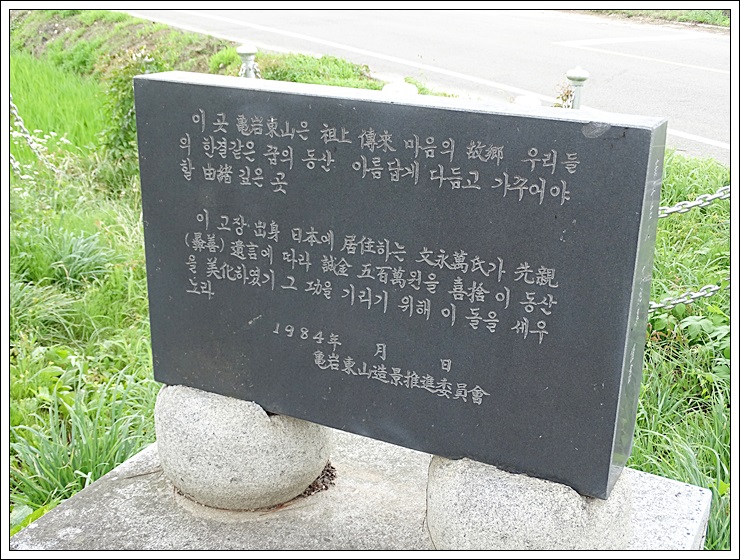 이 곳 亀岩東山은 祖上 傳來 마음의 故鄕 우리들
의 한결같은 꿈의 동산 아름답게 다듬고 가꾸어야
할 由緖 깊은 곳
이 고장 出身 日本에 居住하는 文永萬氏가 先親
(彝善) 遺言에 따라 誠金 五百萬원을 喜捨 이 동산
을 美化하였기 그 功을 기리기 위해 이 돌을 세우
노라
1984年 月 日
亀岩東山造景推進委員會